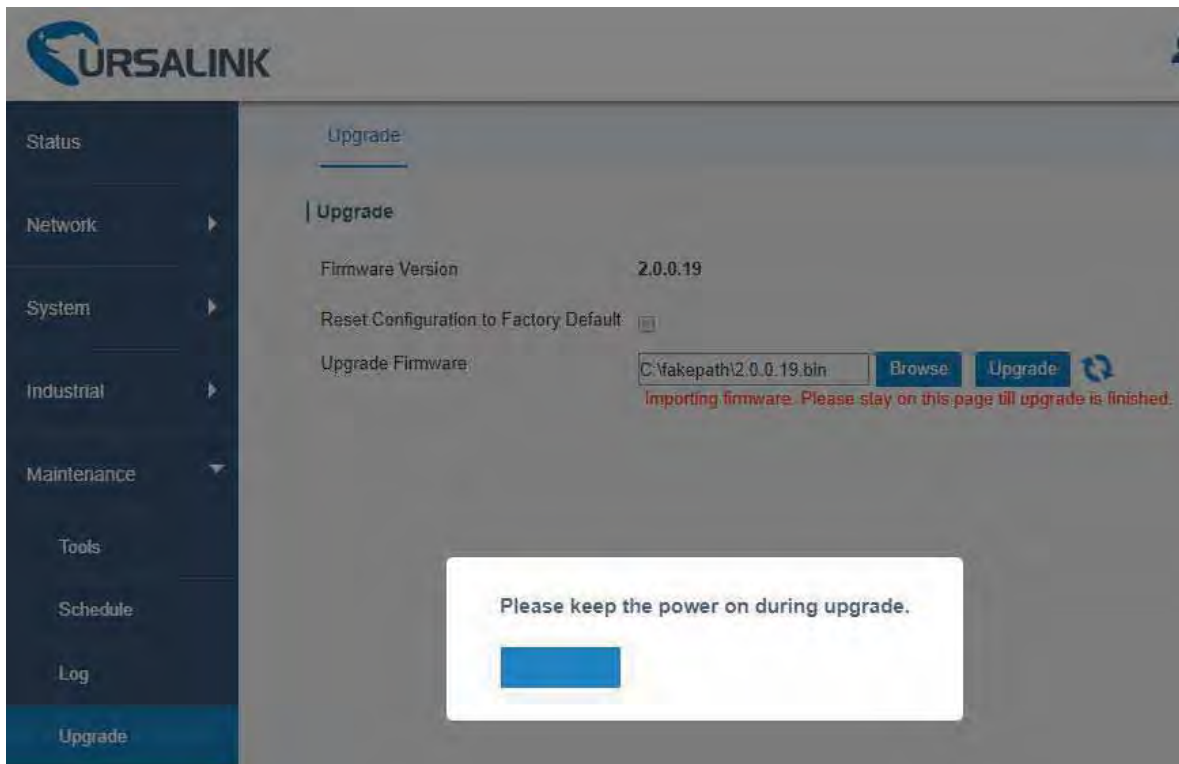 URSALINK
Status
Network
System
Industrial
Maintenance
Tools
Schedule
Log
Upgrade
Upgrade
Upgrade
Firmware Version 2.0.0.19
Reset Configuration to Factory Default
Upgrade Firmware C:\fakepath\2.0.0.19.bin Browse Upgrade
Importing firmware. Please stay on this page till upgrade is finished.
Please keep the power on during upgrade.